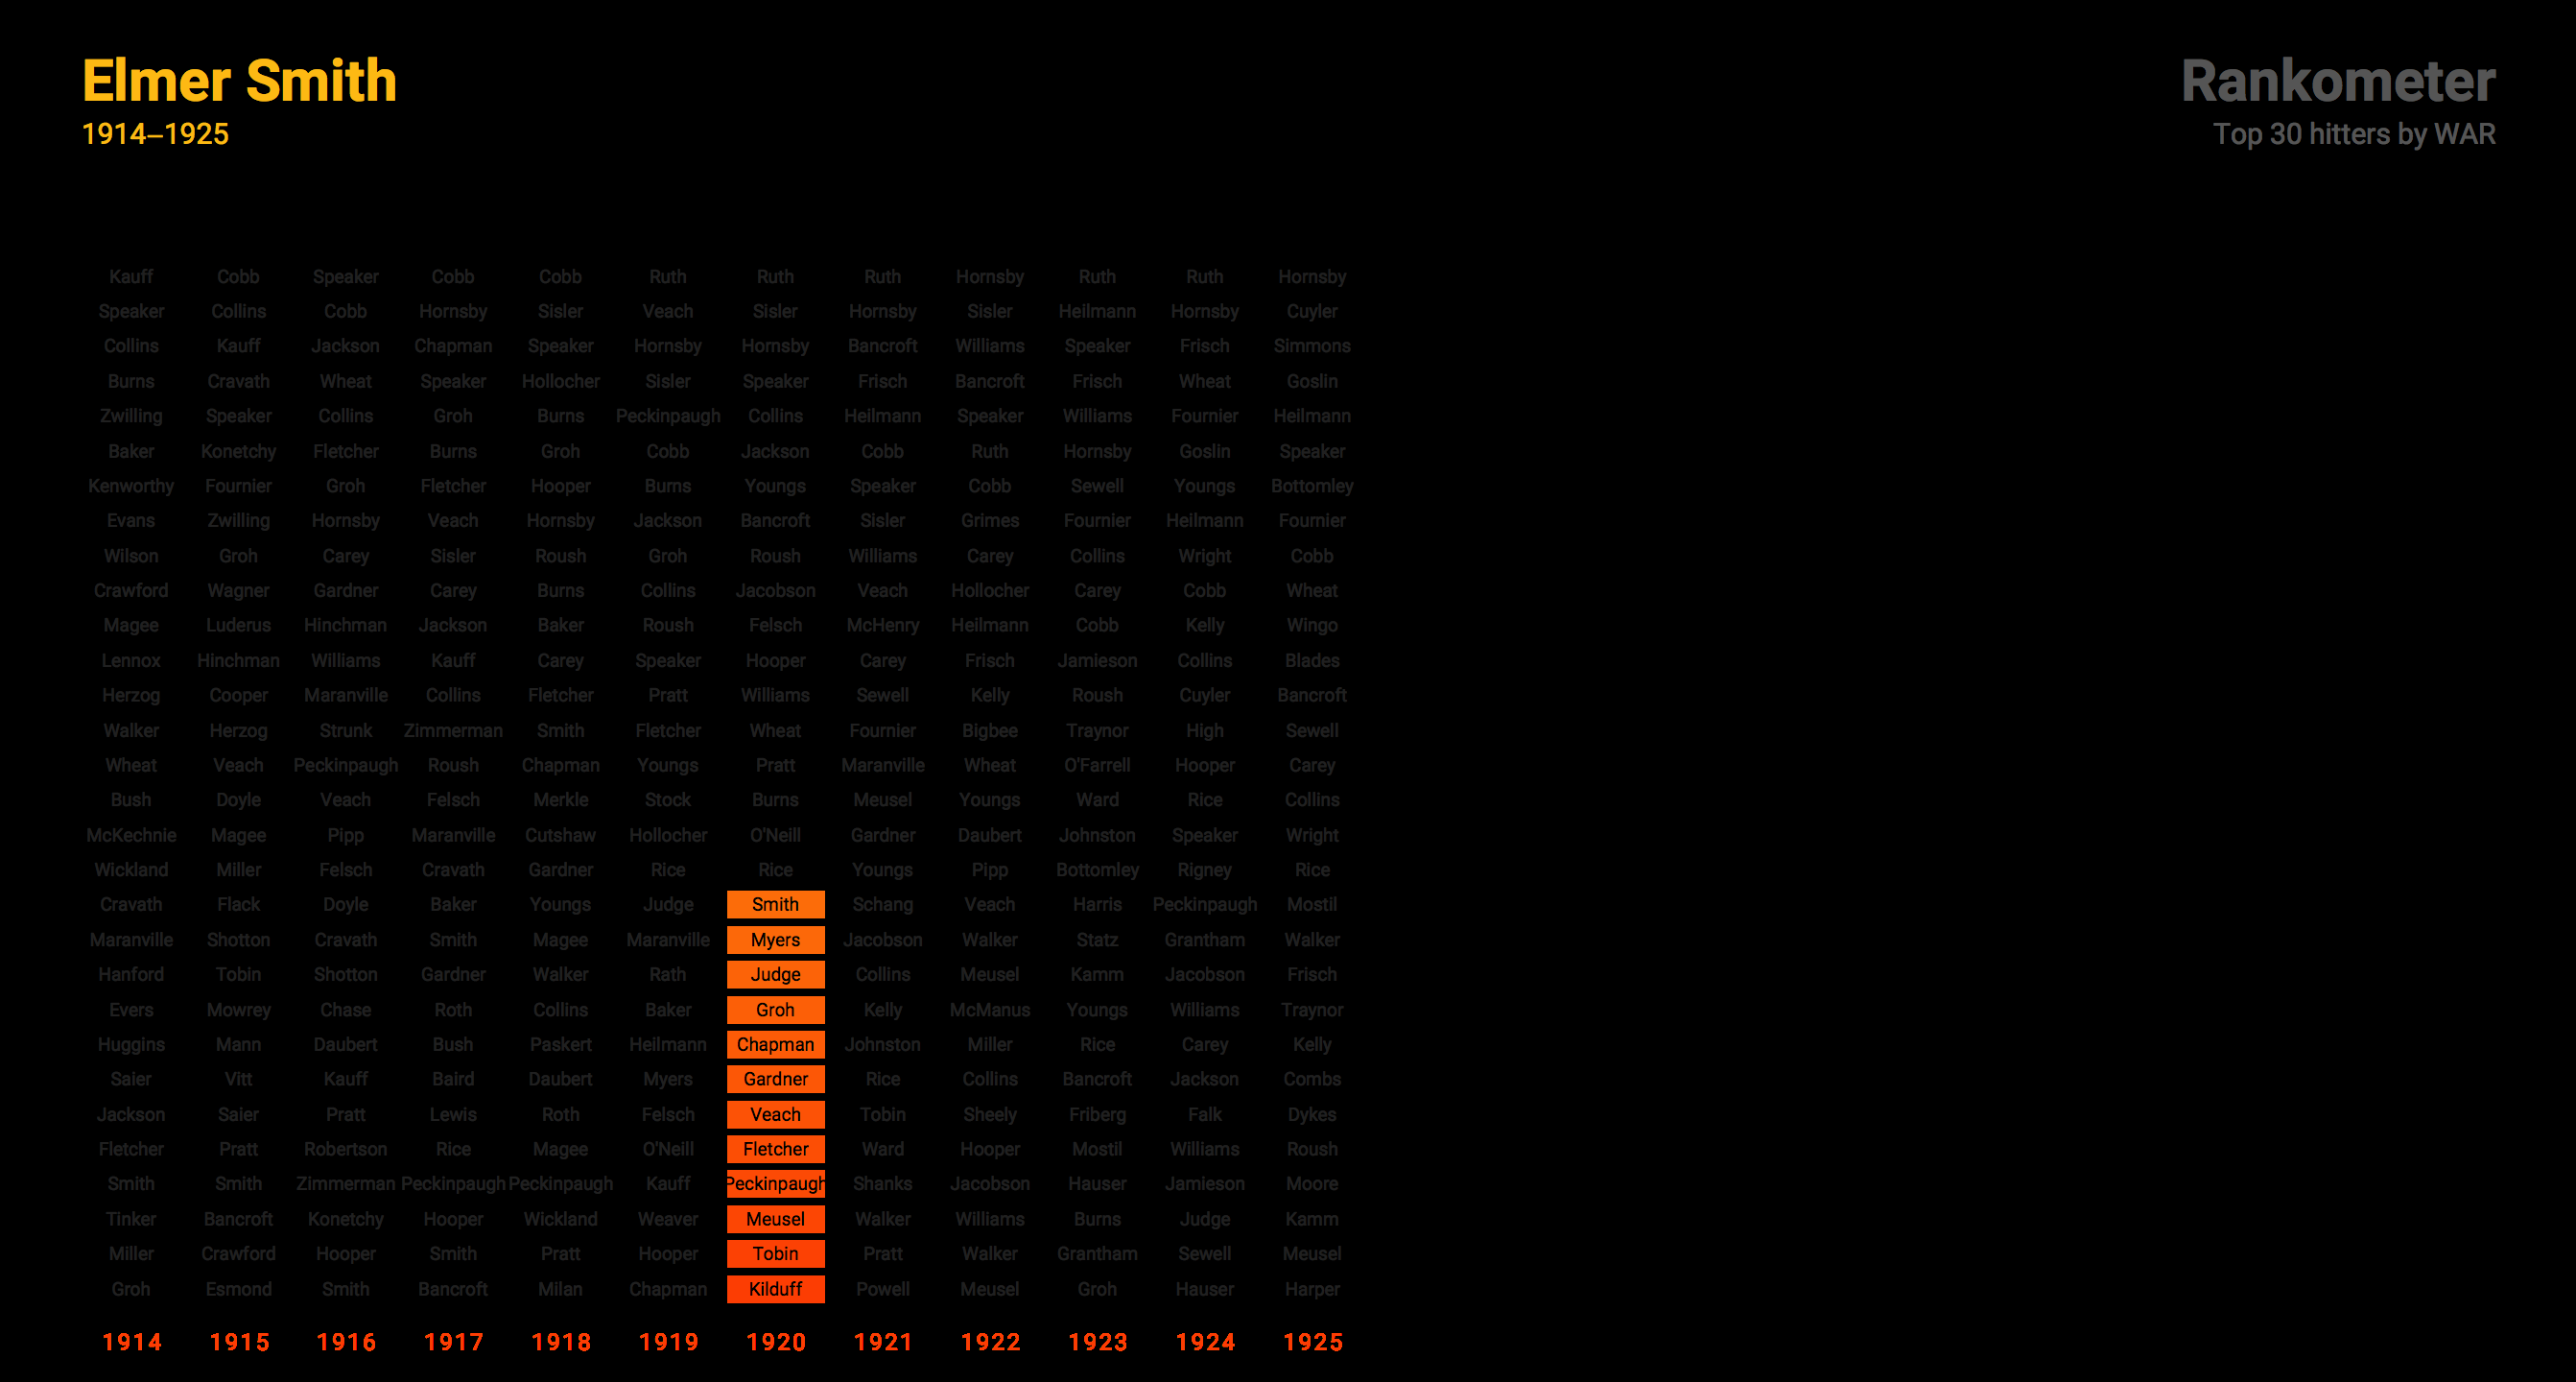 Elmer Smith Rankometer
1914–1925 Top 30 hitters by WAR
Kauff Cobb Speaker Cobb Cobb Ruth Ruth Ruth Hornsby Ruth Ruth Hornsby
Speaker Collins Cobb Hornsby Sisler Veach Sisler Hornsby Sisler Heilmann Hornsby Cuyler
Collins Kauff Jackson Chapman Speaker Hornsby Hornsby Bancroft Williams Speaker Frisch Simmons
Burns Cravath Wheat Speaker Hollocher Sisler Speaker Frisch Bancroft Frisch Wheat Goslin
Zwilling Speaker Collins Groh Burns Peckinpaugh Collins Heilmann Speaker Williams Fournier Heilmann
Baker Konetchy Fletcher Burns Groh Cobb Jackson Cobb Ruth Hornsby Goslin Speaker
Kenworthy Fournier Groh Fletcher Hooper Burns Youngs Speaker Cobb Sewell Youngs Bottomley
Evans Zwilling Hornsby Veach Hornsby Jackson Bancroft Sisler Grimes Fournier Heilmann Fournier
Wilson Groh Carey Sisler Roush Groh Roush Williams Carey Collins Wright Cobb
Crawford Wagner Gardner Carey Burns Collins Jacobson Veach Hollocher Carey Cobb Wheat
Magee Luderus Hinchman Jackson Baker Roush Felsch McHenry Heilmann Cobb Kelly Wingo
Lennox Hinchman Williams Kauff Carey Speaker Hooper Carey Frisch Jamieson Collins Blades
Herzog Cooper Maranville Collins Fletcher Pratt Williams Sewell Kelly Roush Cuyler Bancroft
Walker Herzog Strunk Zimmerman Smith Fletcher Wheat Fournier Bigbee Traynor High Sewell
Wheat Veach Peckinpaugh Roush Chapman Youngs Pratt Maranville Wheat O'Farrell Hooper Carey
Bush Doyle Veach Felsch Merkle Stock Burns Meusel Youngs Ward Rice Collins
McKechnie Magee Pipp Maranville Cutshaw Hollocher O'Neill Gardner Daubert Johnston Speaker Wright
Wickland Miller Felsch Cravath Gardner Rice Rice Youngs Pipp Bottomley Rigney Rice
Cravath Flack Doyle Baker Youngs Judge Smith Schang Veach Harris Peckinpaugh Mostil
Maranville Shotton Cravath Smith Magee Maranville Myers Jacobson Walker Statz Grantham Walker
Hanford Tobin Shotton Gardner Walker Rath Judge Collins Meusel Kamm Jacobson Frisch
Evers Mowrey Chase Roth Collins Baker Groh Kelly McManus Youngs Williams Traynor
Huggins Mann Daubert Bush Paskert Heilmann Chapman Johnston Miller Rice Carey Kelly
Saier Vitt Kauff Baird Daubert Myers Gardner Rice Collins Bancroft Jackson Combs
Jackson Saier Pratt Lewis Roth Felsch Veach Tobin Sheely Friberg Falk Dykes
Fletcher Pratt Robertson Rice Magee O'Neill Fletcher Ward Hooper Mostil Williams Roush
Smith Smith Zimmerman Peckinpaugh Peckinpaugh Kauff Peckinpaugh Shanks Jacobson Hauser Jamieson Moore
Tinker Bancroft Konetchy Hooper Wickland Weaver Meusel Walker Williams Burns Judge Kamm
Miller Crawford Hooper Smith Pratt Hooper Tobin Pratt Walker Grantham Sewell Meusel
Groh Esmond Smith Bancroft Milan Chapman Kilduff Powell Meusel Groh Hauser Harper
1914 1915 1916 1917 1918 1919 1920 1921 1922 1923 1924 1925